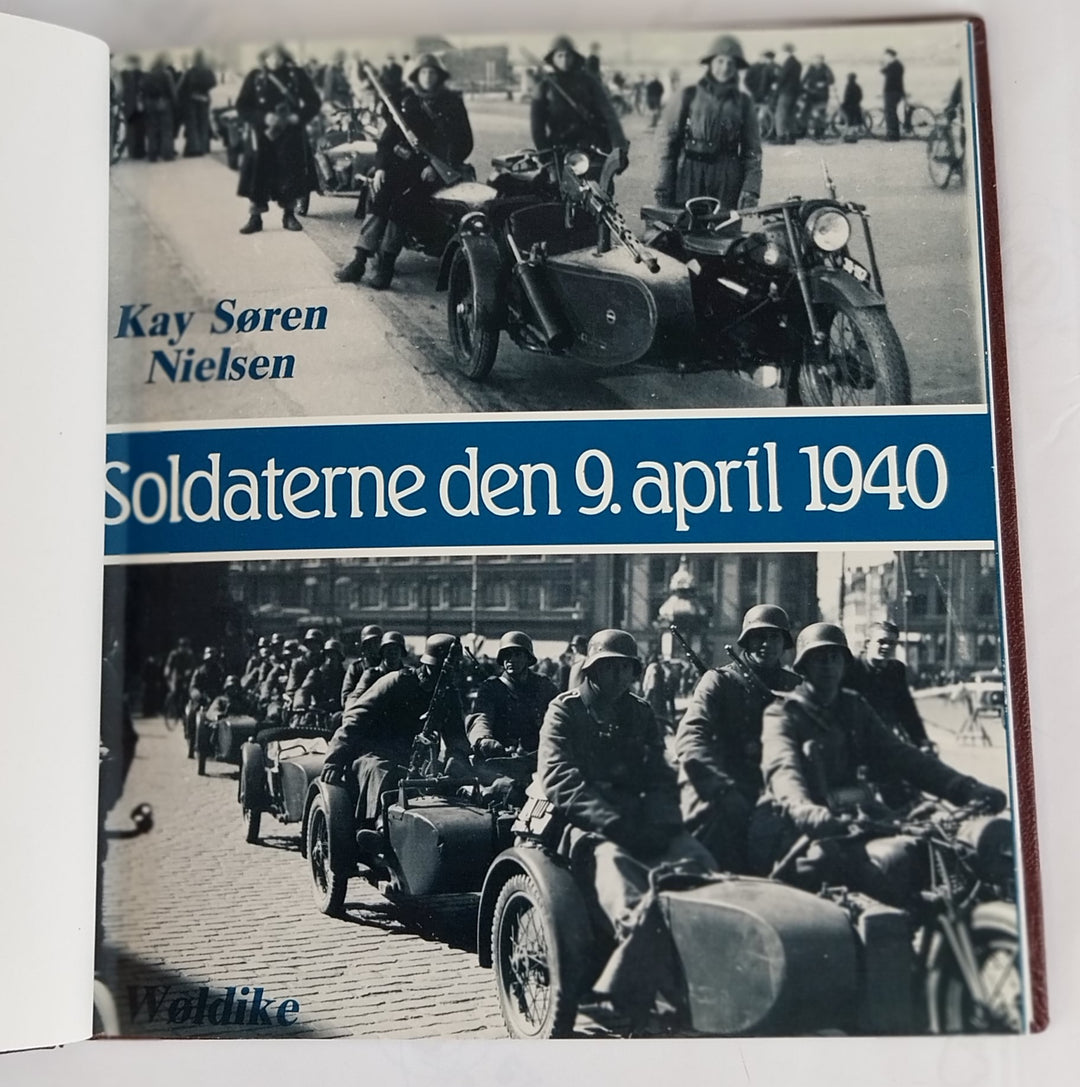 Kay Søren
Nielsen
Soldaterne den 9. april 1940
Wøldike